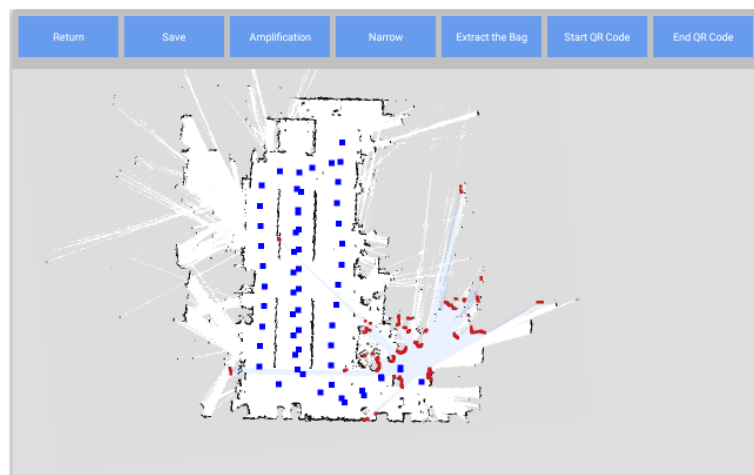 Return
Save
Amplification
Narrow
Extract the Bag
Start QR Code
End QR Code